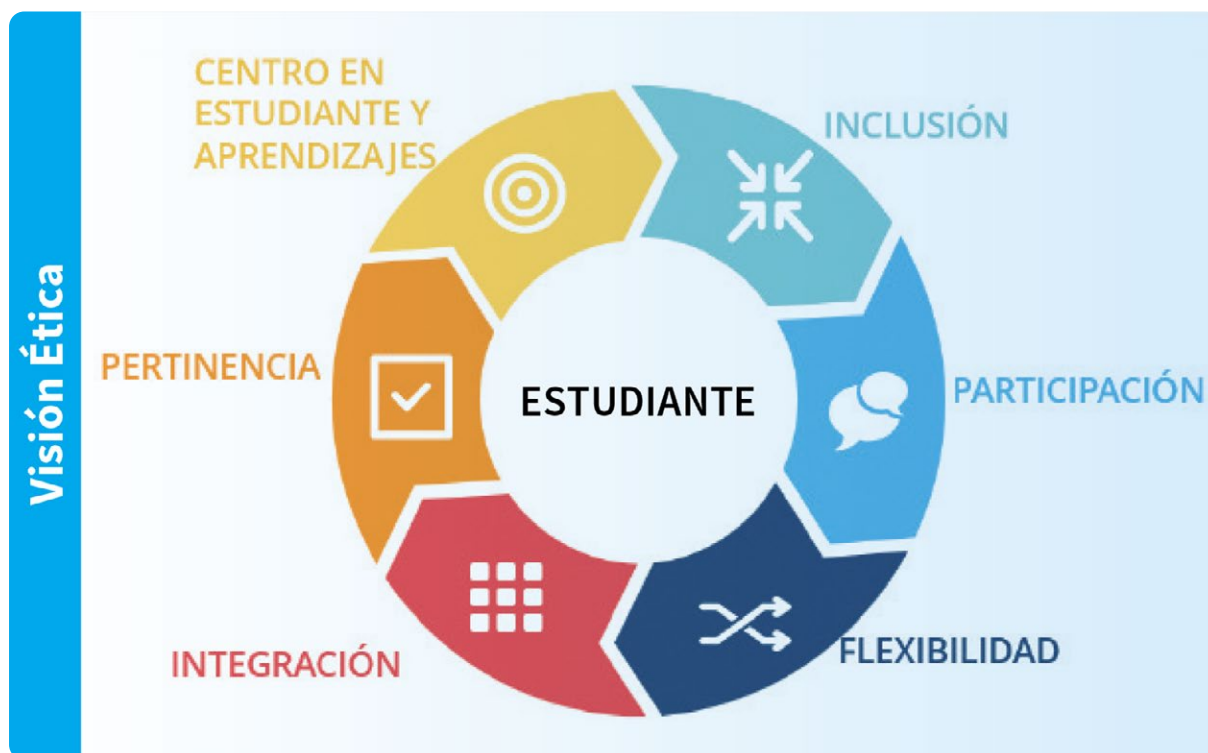 Visión Ética
CENTRO EN
ESTUDIANTE Y
APRENDIZAJES
INCLUSIÓN
PERTINENCIA
ESTUDIANTE
PARTICIPACIÓN
INTEGRACIÓN
FLEXIBILIDAD